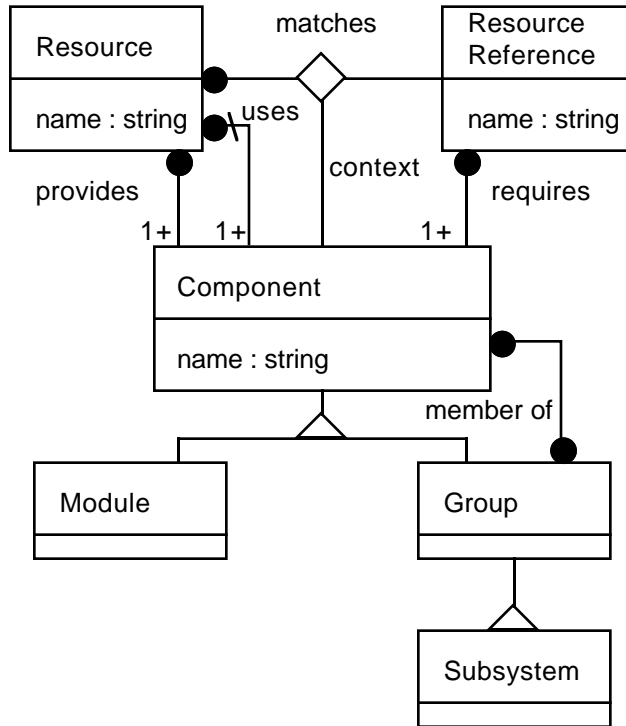 Resource
name : string
matches
Resource
Reference
name : string
uses
provides
context
requires
1+
1+
1+
Component
name : string
member of
Module
Group
Subsystem